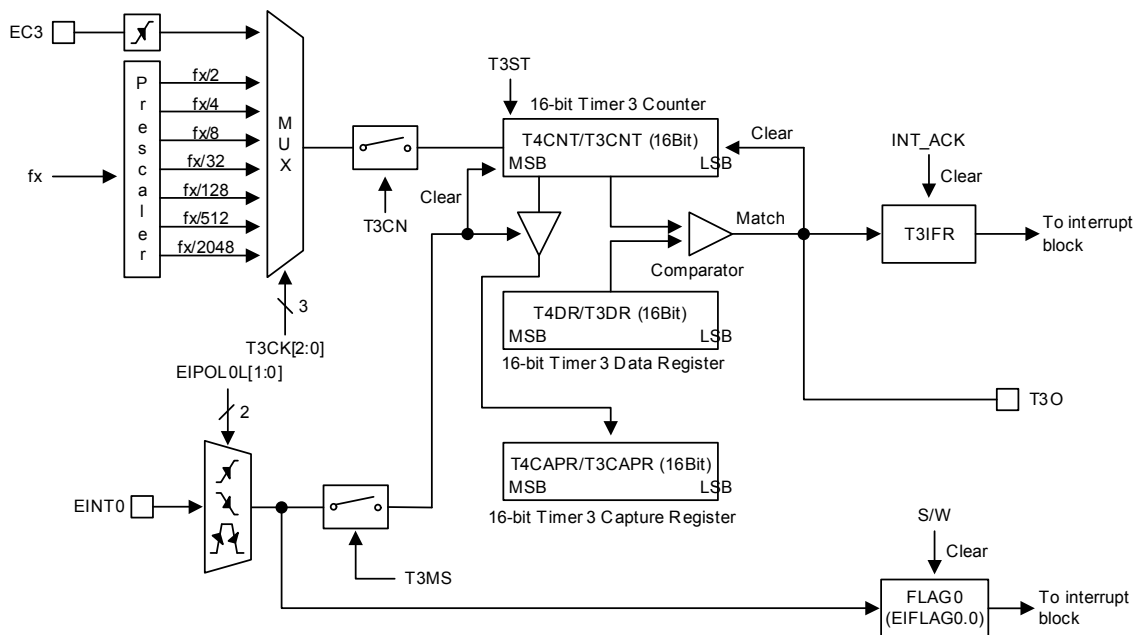 EC3
fx
Prescaler
fx/2
fx/4
fx/8
fx/32
fx/128
fx/512
fx/2048
MUX
3
T3CK[2:0]
T3CN
T3ST
16-bit Timer 3 Counter
T4CNT/T3CNT (16Bit)
MSB
LSB
Clear
Clear
Match
Comparator
T4DR/T3DR (16Bit)
MSB
LSB
16-bit Timer 3 Data Register
INT_ACK
Clear
T3IFR
To interrupt
block
T3O
EIPOL0L[1:0]
2
EINT0
T3MS
T4CAPR/T3CAPR (16Bit)
MSB
LSB
16-bit Timer 3 Capture Register
S/W
Clear
FLAG0
(EIFLAG0.0)
To interrupt
block